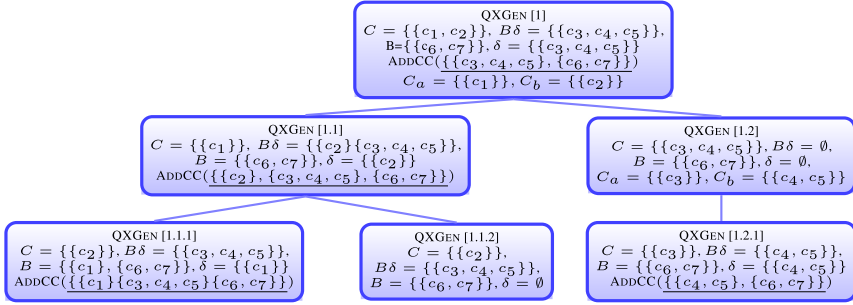 QXGEN [1]
C = {{c1, c2}}, Bδ = {{c3, c4, c5}},
B={{c6, c7}}, δ = {{c3, c4, c5}}
ADDCC({{c3, c4, c5}, {c6, c7}})
Ca = {{c1}}, Cb = {{c2}}
QXGEN [1.1]
C = {{c1}}, Bδ = {{c2}{c3, c4, c5}},
B = {{c6, c7}}, δ = {{c2}}
ADDCC({{c2}, {c3, c4, c5}, {c6, c7}})
QXGEN [1.2]
C = {{c3, c4, c5}}, Bδ = ∅,
B = {{c6, c7}}, δ = ∅,
Ca = {{c3}}, Cb = {{c4, c5}}
QXGEN [1.1.1]
C = {{c2}}, Bδ = {{c3, c4, c5}},
B = {{c1}, {c6, c7}}, δ = {{c1}}
ADDCC({{c1}{c3, c4, c5}{c6, c7}})
QXGEN [1.1.2]
C = {{c2}},
Bδ = {{c3, c4, c5}},
B = {{c6, c7}}, δ = ∅
QXGEN [1.2.1]
C = {{c3}}, Bδ = {{c4, c5}},
B = {{c6, c7}}, δ = {{c4, c5}}
ADDCC({{c4, c5}, {c6, c7}})